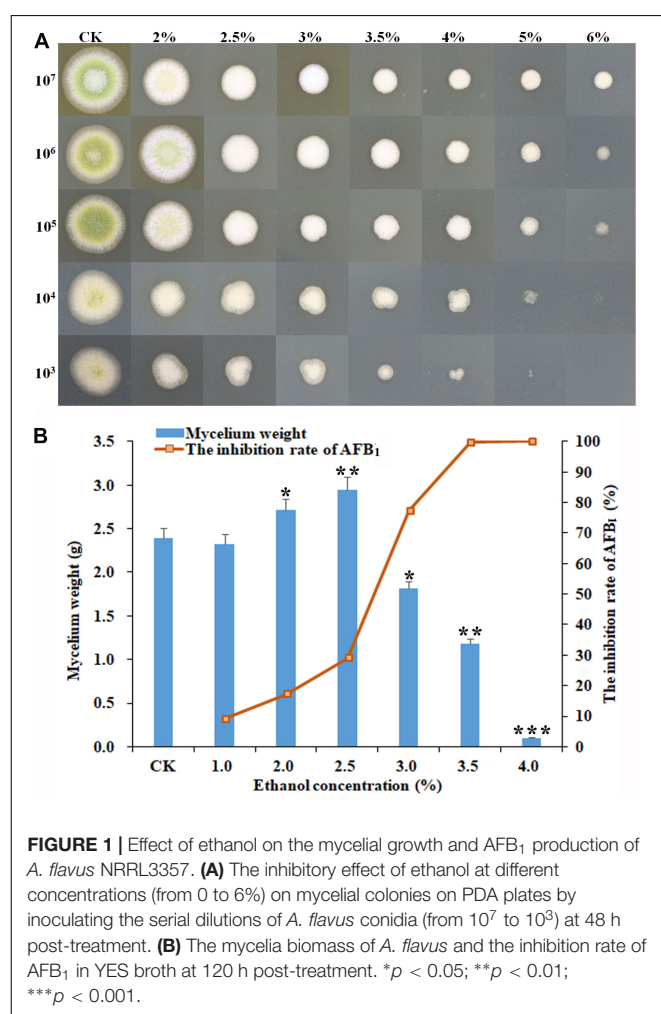 A CK 2% 2.5% 3% 3.5% 4% 5% 6%
10⁷
10⁶
10⁵
10⁴
10³
B
Mycelium weight
The inhibition rate of AFB₁
3.5
3.0
2.5
2.0
1.5
1.0
0.5
0.0
Mycelium weight (g)
* ** * ** ***
100
90
80
70
60
50
40
30
20
10
0
The inhibition rate of AFB₁ (%)
CK 1.0 2.0 2.5 3.0 3.5 4.0
Ethanol concentration (%)
FIGURE 1 | Effect of ethanol on the mycelial growth and AFB₁ production of
A. flavus NRRL3357. (A) The inhibitory effect of ethanol at different
concentrations (from 0 to 6%) on mycelial colonies on PDA plates by
inoculating the serial dilutions of A. flavus conidia (from 10⁷ to 10³) at 48 h
post-treatment. (B) The mycelia biomass of A. flavus and the inhibition rate of
AFB₁ in YES broth at 120 h post-treatment. *p < 0.05; **p < 0.01;
***p < 0.001.